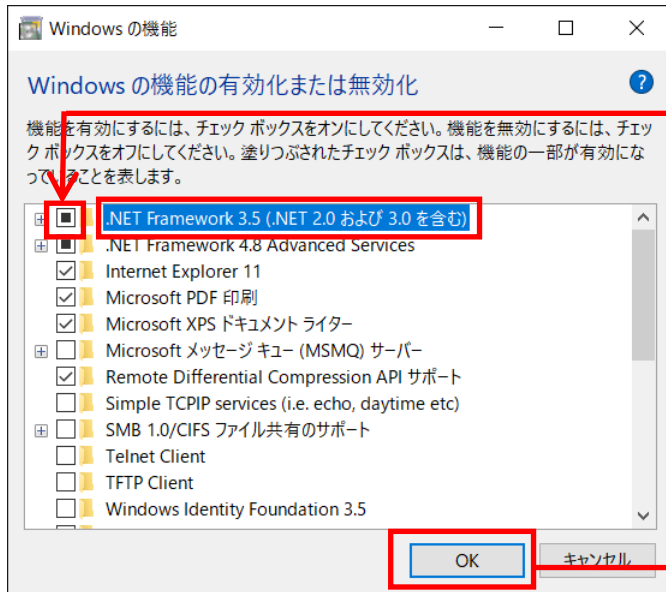 Windows の機能
Windows の機能の有効化または無効化
機能を有効にするには、チェック ボックスをオンにしてください。機能を無効にするには、チェッ
ク ボックスをオフにしてください。塗りつぶされたチェック ボックスは、機能の一部が有効にな
っていることを表します。
.NET Framework 3.5 (.NET 2.0 および 3.0 を含む)
.NET Framework 4.8 Advanced Services
Internet Explorer 11
Microsoft PDF 印刷
Microsoft XPS ドキュメント ライター
Microsoft メッセージ キュー (MSMQ) サーバー
Remote Differential Compression API サポート
Simple TCPIP services (i.e. echo, daytime etc)
SMB 1.0/CIFS ファイル共有のサポート
Telnet Client
TFTP Client
Windows Identity Foundation 3.5
OK キャンセル